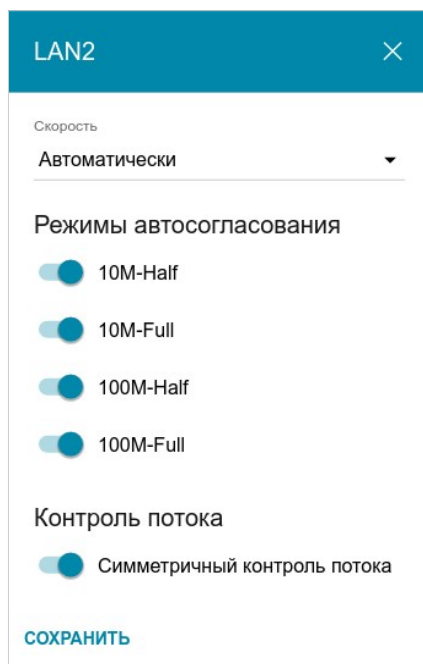 LAN2
Скорость
Автоматически
Режимы автосогласования
10M-Half
10M-Full
100M-Half
100M-Full
Контроль потока
Симметричный контроль потока
СОХРАНИТЬ